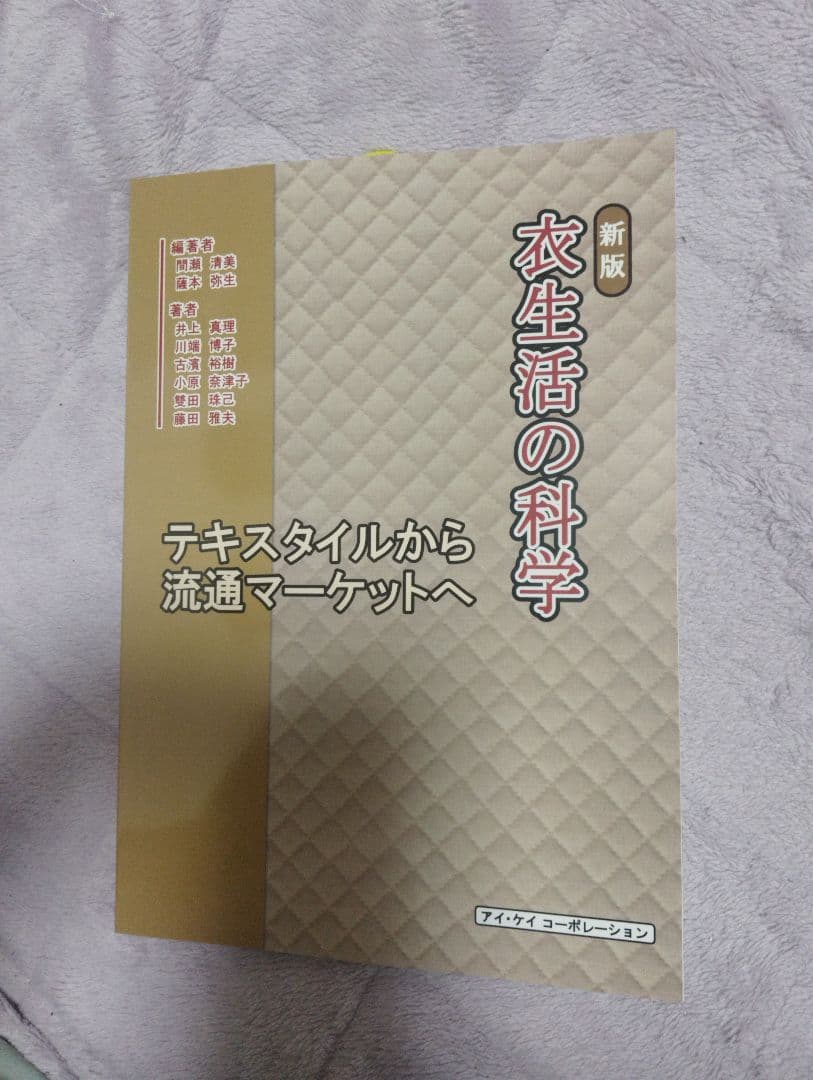 新版
衣生活の科学
テキスタイルから
流通マーケットへ
編著者
間瀬 清美
薩本 弥生
著者
井上 真理
川端 博子
古濱 裕樹
小原 奈津子
雙田 珠己
藤田 雅夫
アイ・ケイ コーポレーション